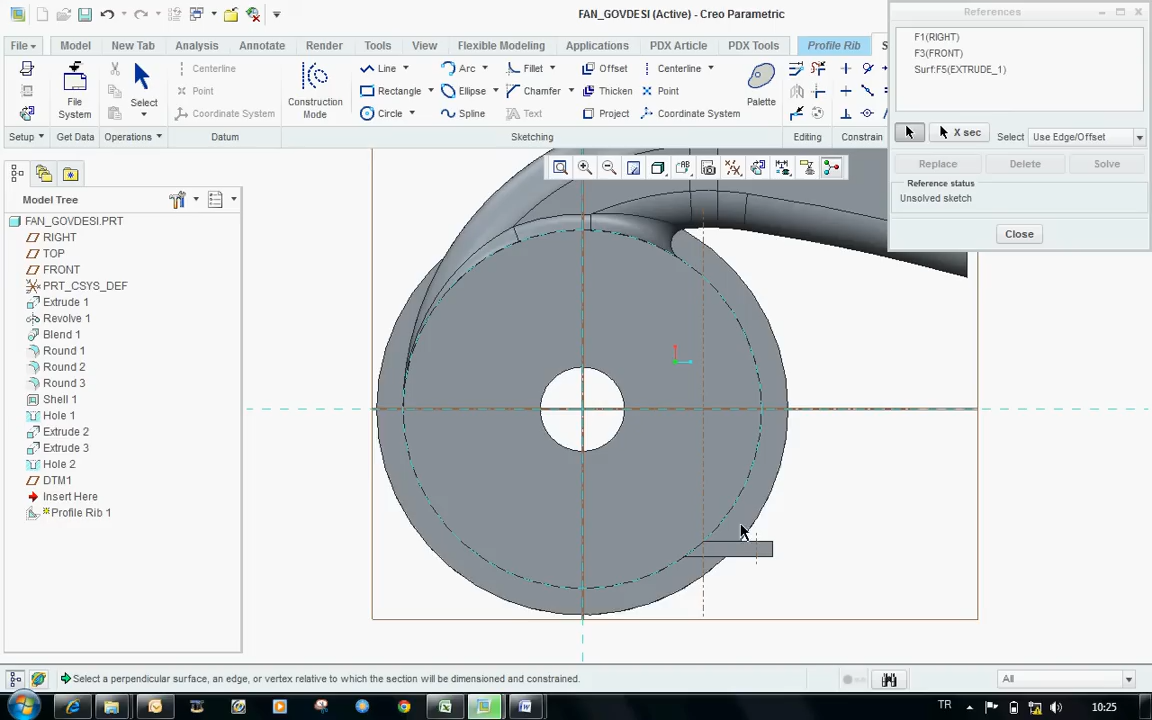 FAN_GOVDESI (Active) - Creo Parametric
References
File Model New Tab Analysis Annotate Render Tools View Flexible Modeling Applications PDX Article PDX Tools Profile Rib S
F1(RIGHT)
F3(FRONT)
Surf:F5(EXTRUDE_1)
Centerline Line Arc Fillet Offset Centerline
Point Rectangle Ellipse Chamfer Thicken Point
Coordinate System Circle Spline Text Project Coordinate System
File System Select Construction Mode Palette
Setup Get Data Operations Datum Sketching Editing Constrain
X sec Select Use Edge/Offset
Replace Delete Solve
Reference status
Unsolved sketch
Close
Model Tree
FAN_GOVDESI.PRT
RIGHT
TOP
FRONT
PRT_CSYS_DEF
Extrude 1
Revolve 1
Blend 1
Round 1
Round 2
Round 3
Shell 1
Hole 1
Extrude 2
Extrude 3
Hole 2
DTM1
Insert Here
Profile Rib 1
Select a perpendicular surface, an edge, or vertex relative to which the section will be dimensioned and constrained.
All
TR 10:25